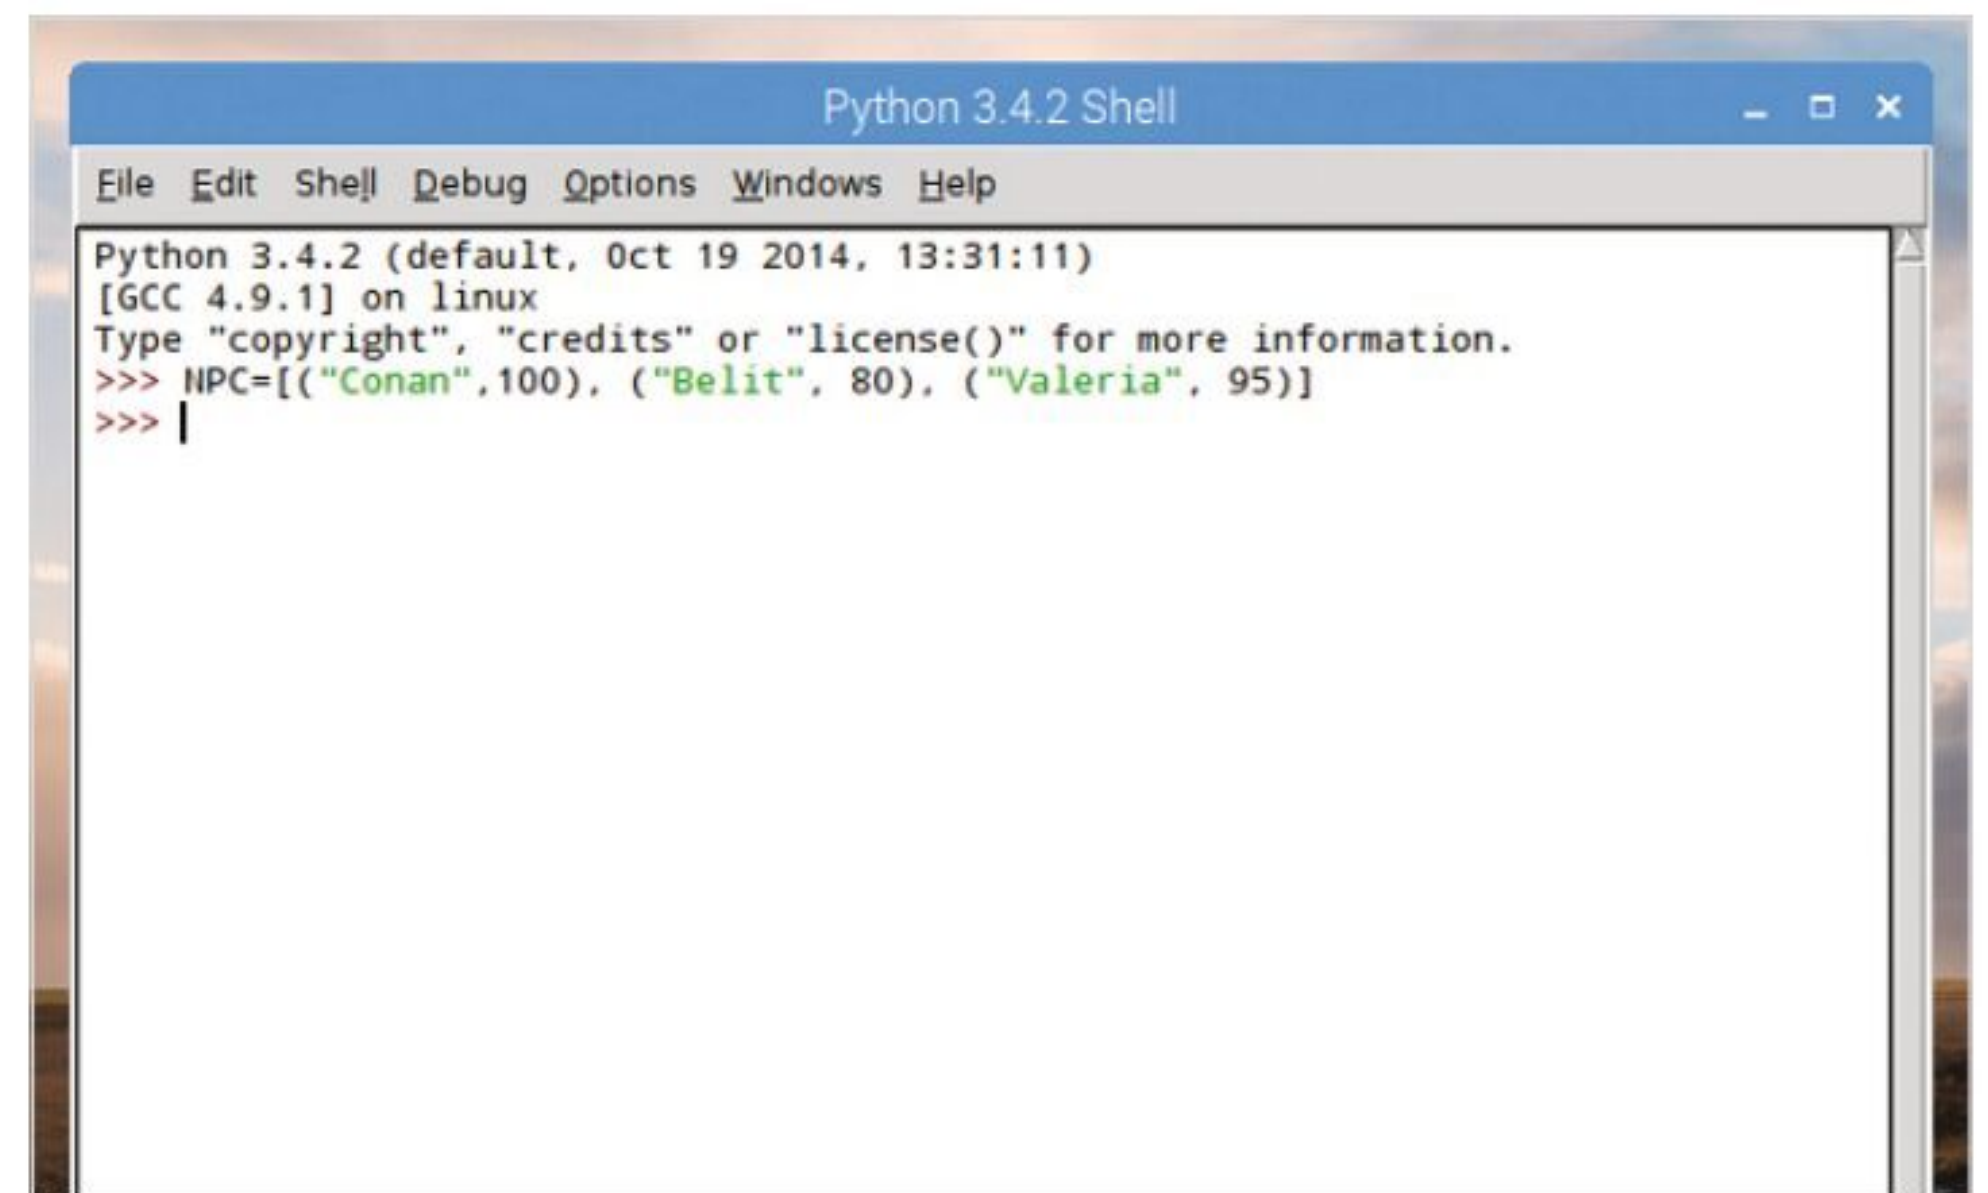 Python 3.4.2 Shell
File Edit Shell Debug Options Windows Help
Python 3.4.2 (default, Oct 19 2014, 13:31:11)
[GCC 4.9.1] on linux
Type "copyright", "credits" or "license()" for more information.
>>> NPC=[("Conan",100), ("Belit", 80), ("Valeria", 95)]
>>>